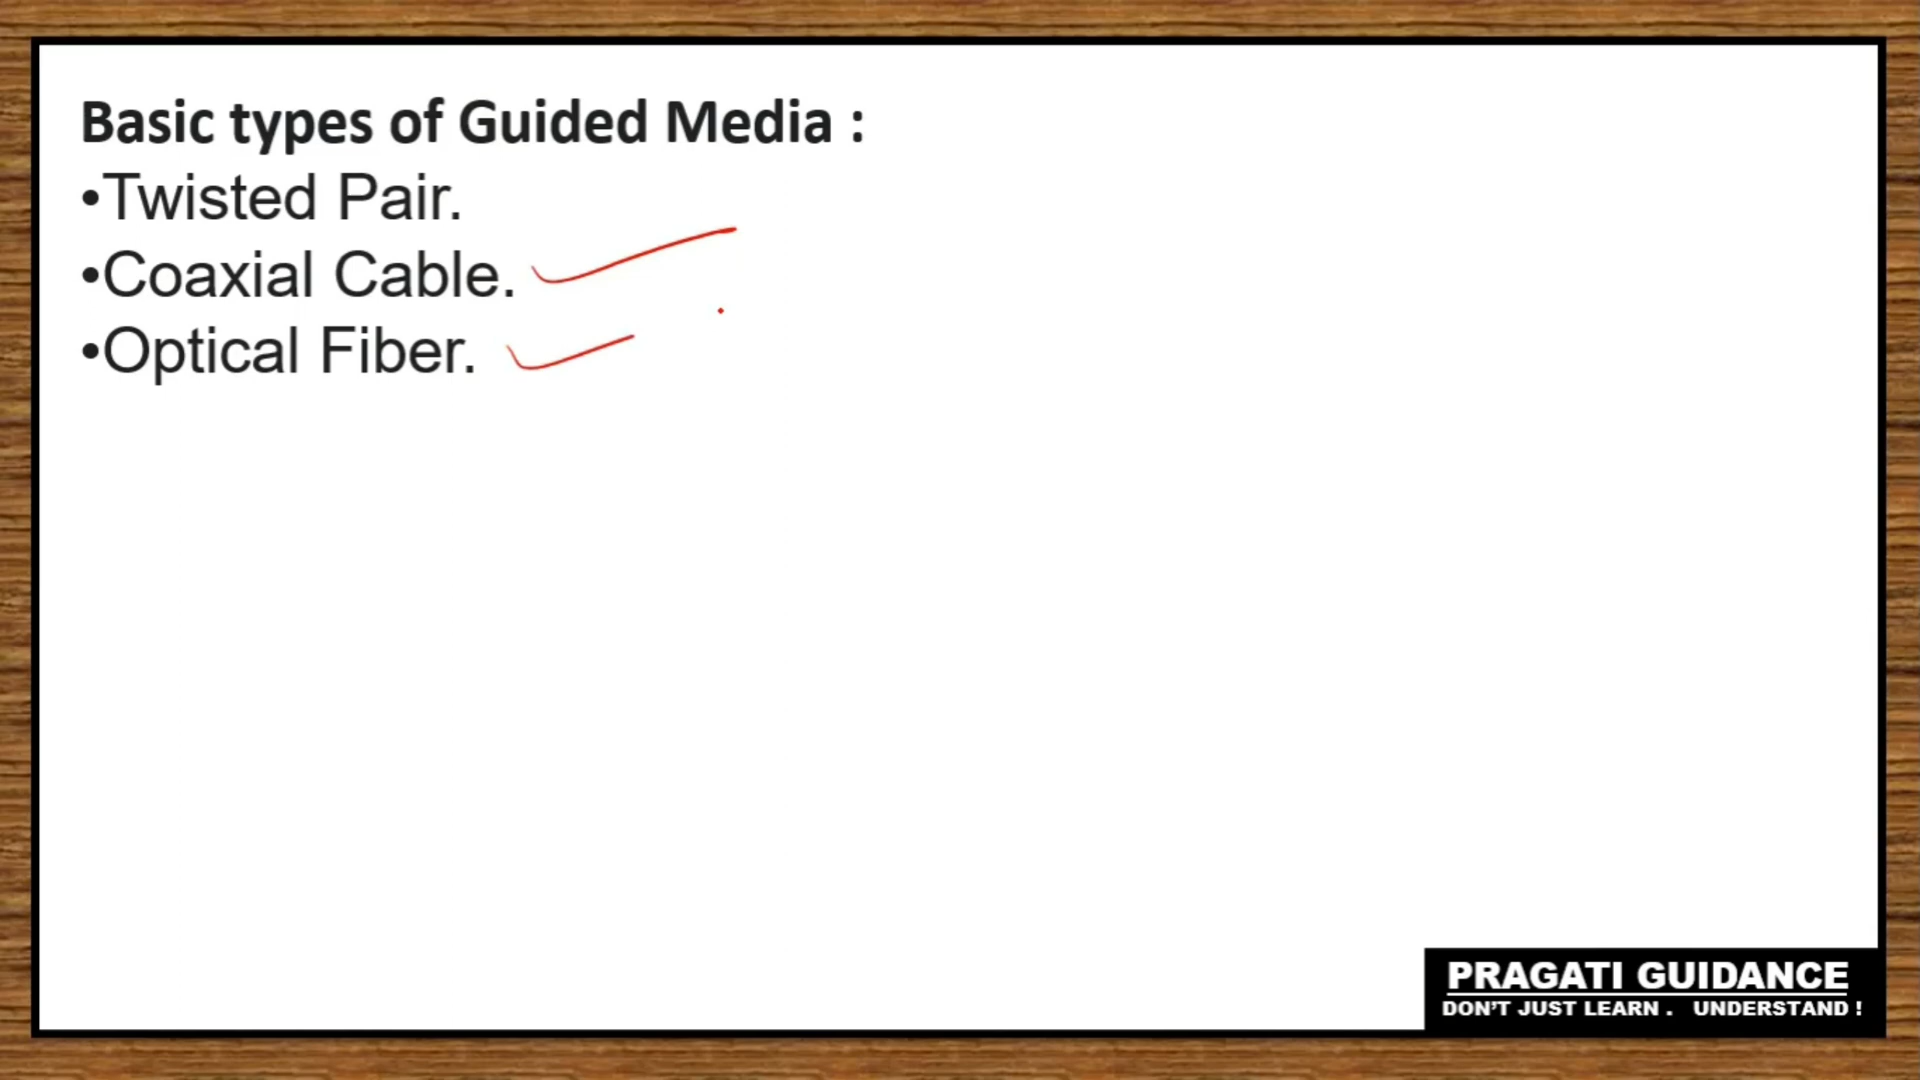 Basic types of Guided Media :
•Twisted Pair.
•Coaxial Cable.
•Optical Fiber.
PRAGATI GUIDANCE
DON'T JUST LEARN . UNDERSTAND !